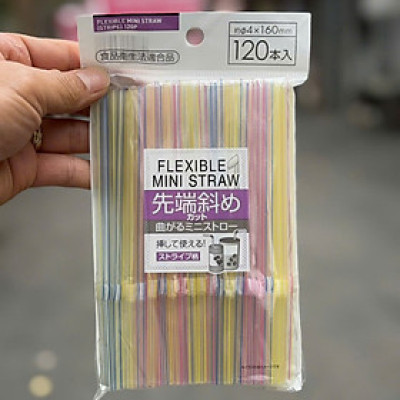 FLEXIBLE MINI STRAW
(STRIPE) 120P
約φ4×160mm
120本入
食品衛生法適合品
FLEXIBLE
MINI STRAW
先端斜め
カット
曲がるミニストロー
挿して使える!
ストライプ柄